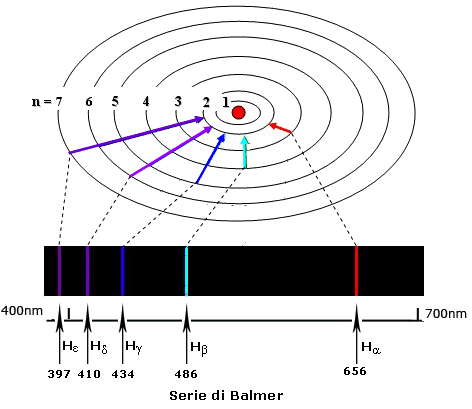 n = 7 6 5 4 3 2 1
400nm 700nm
Hε Hδ Hγ Hβ Hα
397 410 434 486 656
Serie di Balmer